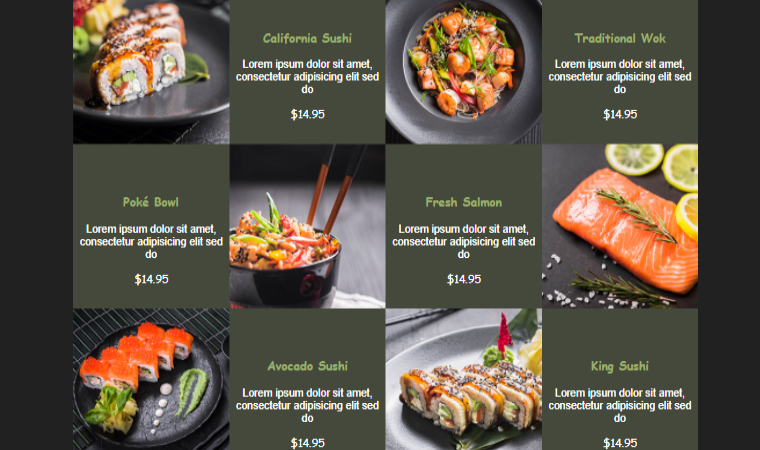 California Sushi
Lorem ipsum dolor sit amet,
consectetur adipisicing elit sed
do
$14.95
Traditional Wok
Lorem ipsum dolor sit amet,
consectetur adipisicing elit sed
do
$14.95
Poké Bowl
Lorem ipsum dolor sit amet,
consectetur adipisicing elit sed
do
$14.95
Fresh Salmon
Lorem ipsum dolor sit amet,
consectetur adipisicing elit sed
do
$14.95
Avocado Sushi
Lorem ipsum dolor sit amet,
consectetur adipisicing elit sed
do
$14.95
King Sushi
Lorem ipsum dolor sit amet,
consectetur adipisicing elit sed
do
$14.95